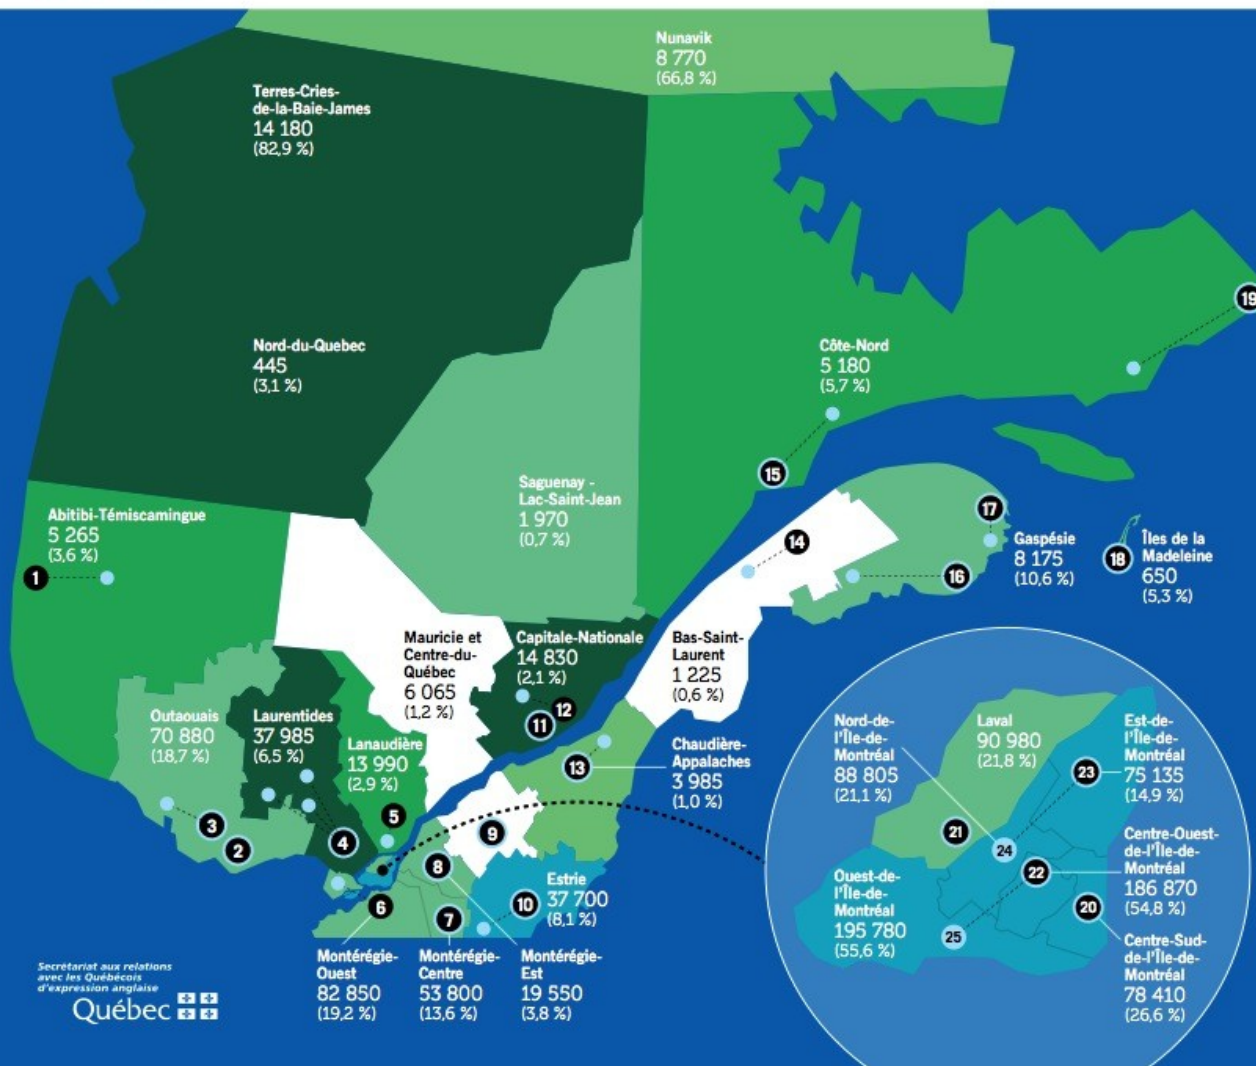 Nunavik
8 770
(66,8 %)
Terres-Cries-
de-la-Baie-James
14 180
(82,9 %)
Nord-du-Quebec
445
(3,1 %)
Côte-Nord
5 180
(5,7 %)
19
15
Saguenay -
Lac-Saint-Jean
1 970
(0,7 %)
Abitibi-Témiscamingue
5 265
(3,6 %)
1
14
17
16
Gaspésie
8 175
(10,6 %)
18
Îles de la
Madeleine
650
(5,3 %)
Mauricie et
Centre-du-
Québec
6 065
(1,2 %)
Capitale-Nationale
14 830
(2,1 %)
12
11
Bas-Saint-
Laurent
1 225
(0,6 %)
Outaouais
70 880
(18,7 %)
3
2
Laurentides
37 985
(6,5 %)
4
Lanaudière
13 990
(2,9 %)
5
13
Chaudière-
Appalaches
3 985
(1,0 %)
9
8
6
7
10
Estrie
37 700
(8,1 %)
Montérégie-
Ouest
82 850
(19,2 %)
Montérégie-
Centre
53 800
(13,6 %)
Montérégie-
Est
19 550
(3,8 %)
Nord-de-
l'Île-de-
Montréal
88 805
(21,1 %)
Laval
90 980
(21,8 %)
Est-de-
l'Île-de-
Montréal
75 135
(14,9 %)
23
21
24
22
20
25
Ouest-de-
l'Île-de-
Montréal
195 780
(55,6 %)
Centre-Ouest-
de-l'Île-de-
Montréal
186 870
(54,8 %)
Centre-Sud-
de-l'Île-de-
Montréal
78 410
(26,6 %)
Secrétariat aux relations
avec les Québécois
d'expression anglaise
Québec